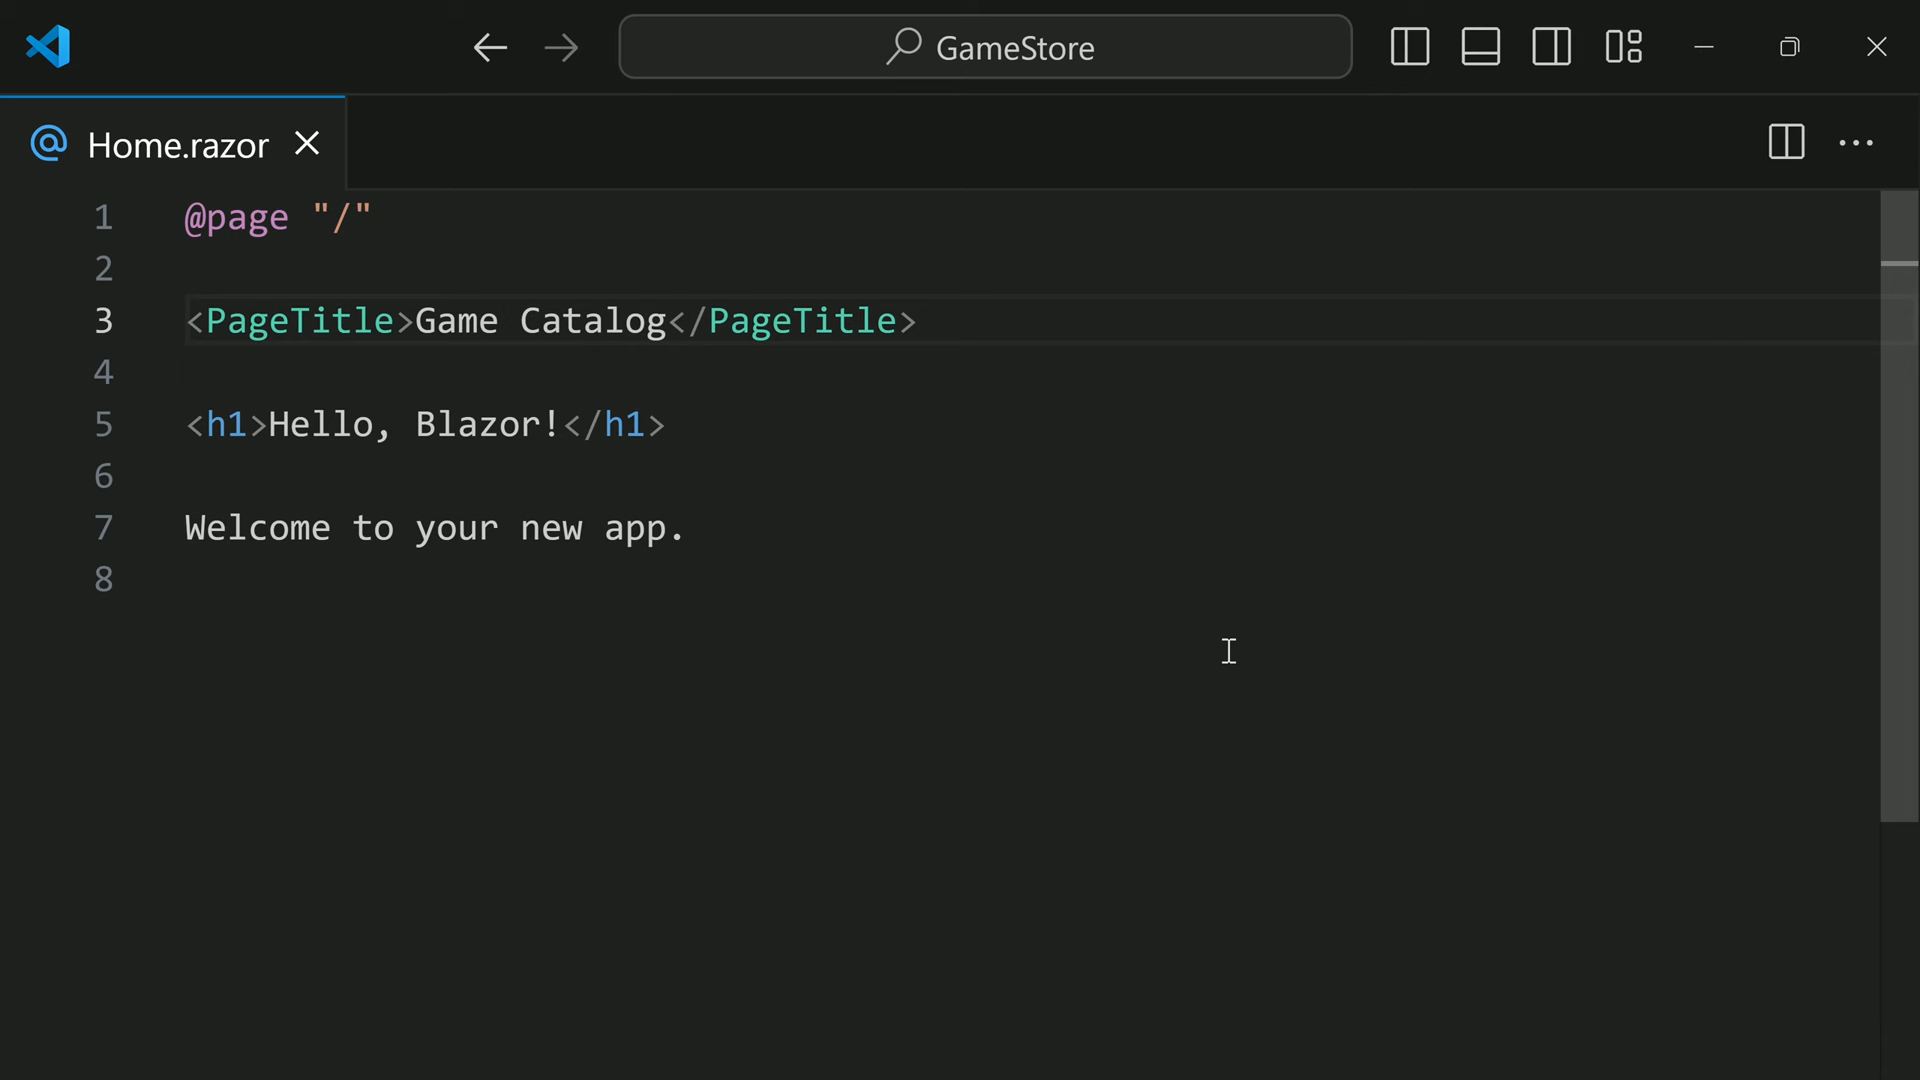 GameStore
Home.razor
1 @page "/"
2
3 <PageTitle>Game Catalog</PageTitle>
4
5 <h1>Hello, Blazor!</h1>
6
7 Welcome to your new app.
8